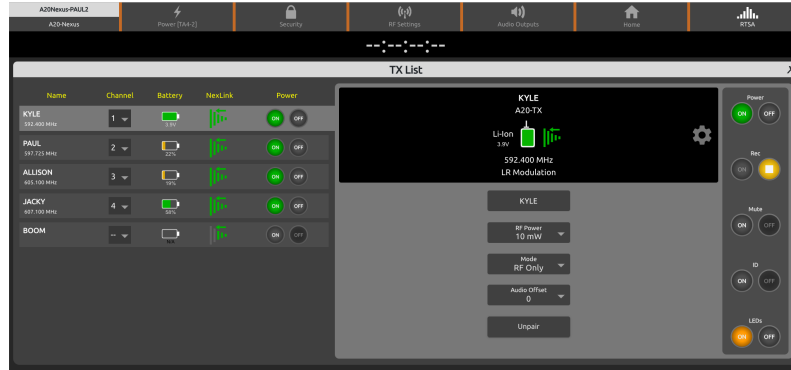 A20Nexus-PAUL2
A20-Nexus
Power [TA4-2]
Security
RF Settings
Audio Outputs
Home
RTSA
--:--:--:--
TX List
X
Name Channel Battery NexLink Power
KYLE
592.400 MHz
1
3.9V
ON OFF
PAUL
597.725 MHz
2
22%
ON OFF
ALLISON
605.100 MHz
3
ON OFF
JACKY
607.100 MHz
4
ON OFF
BOOM
--
N/A
ON OFF
KYLE
A20-TX
Li-Ion
3.9V
592.400 MHz
LR Modulation
KYLE
RF Power
10 mW
Mode
RF Only
Audio Offset
0
Unpair
Power
ON OFF
Rec
ON
Mute
ON OFF
ID
ON OFF
LEDs
ON OFF